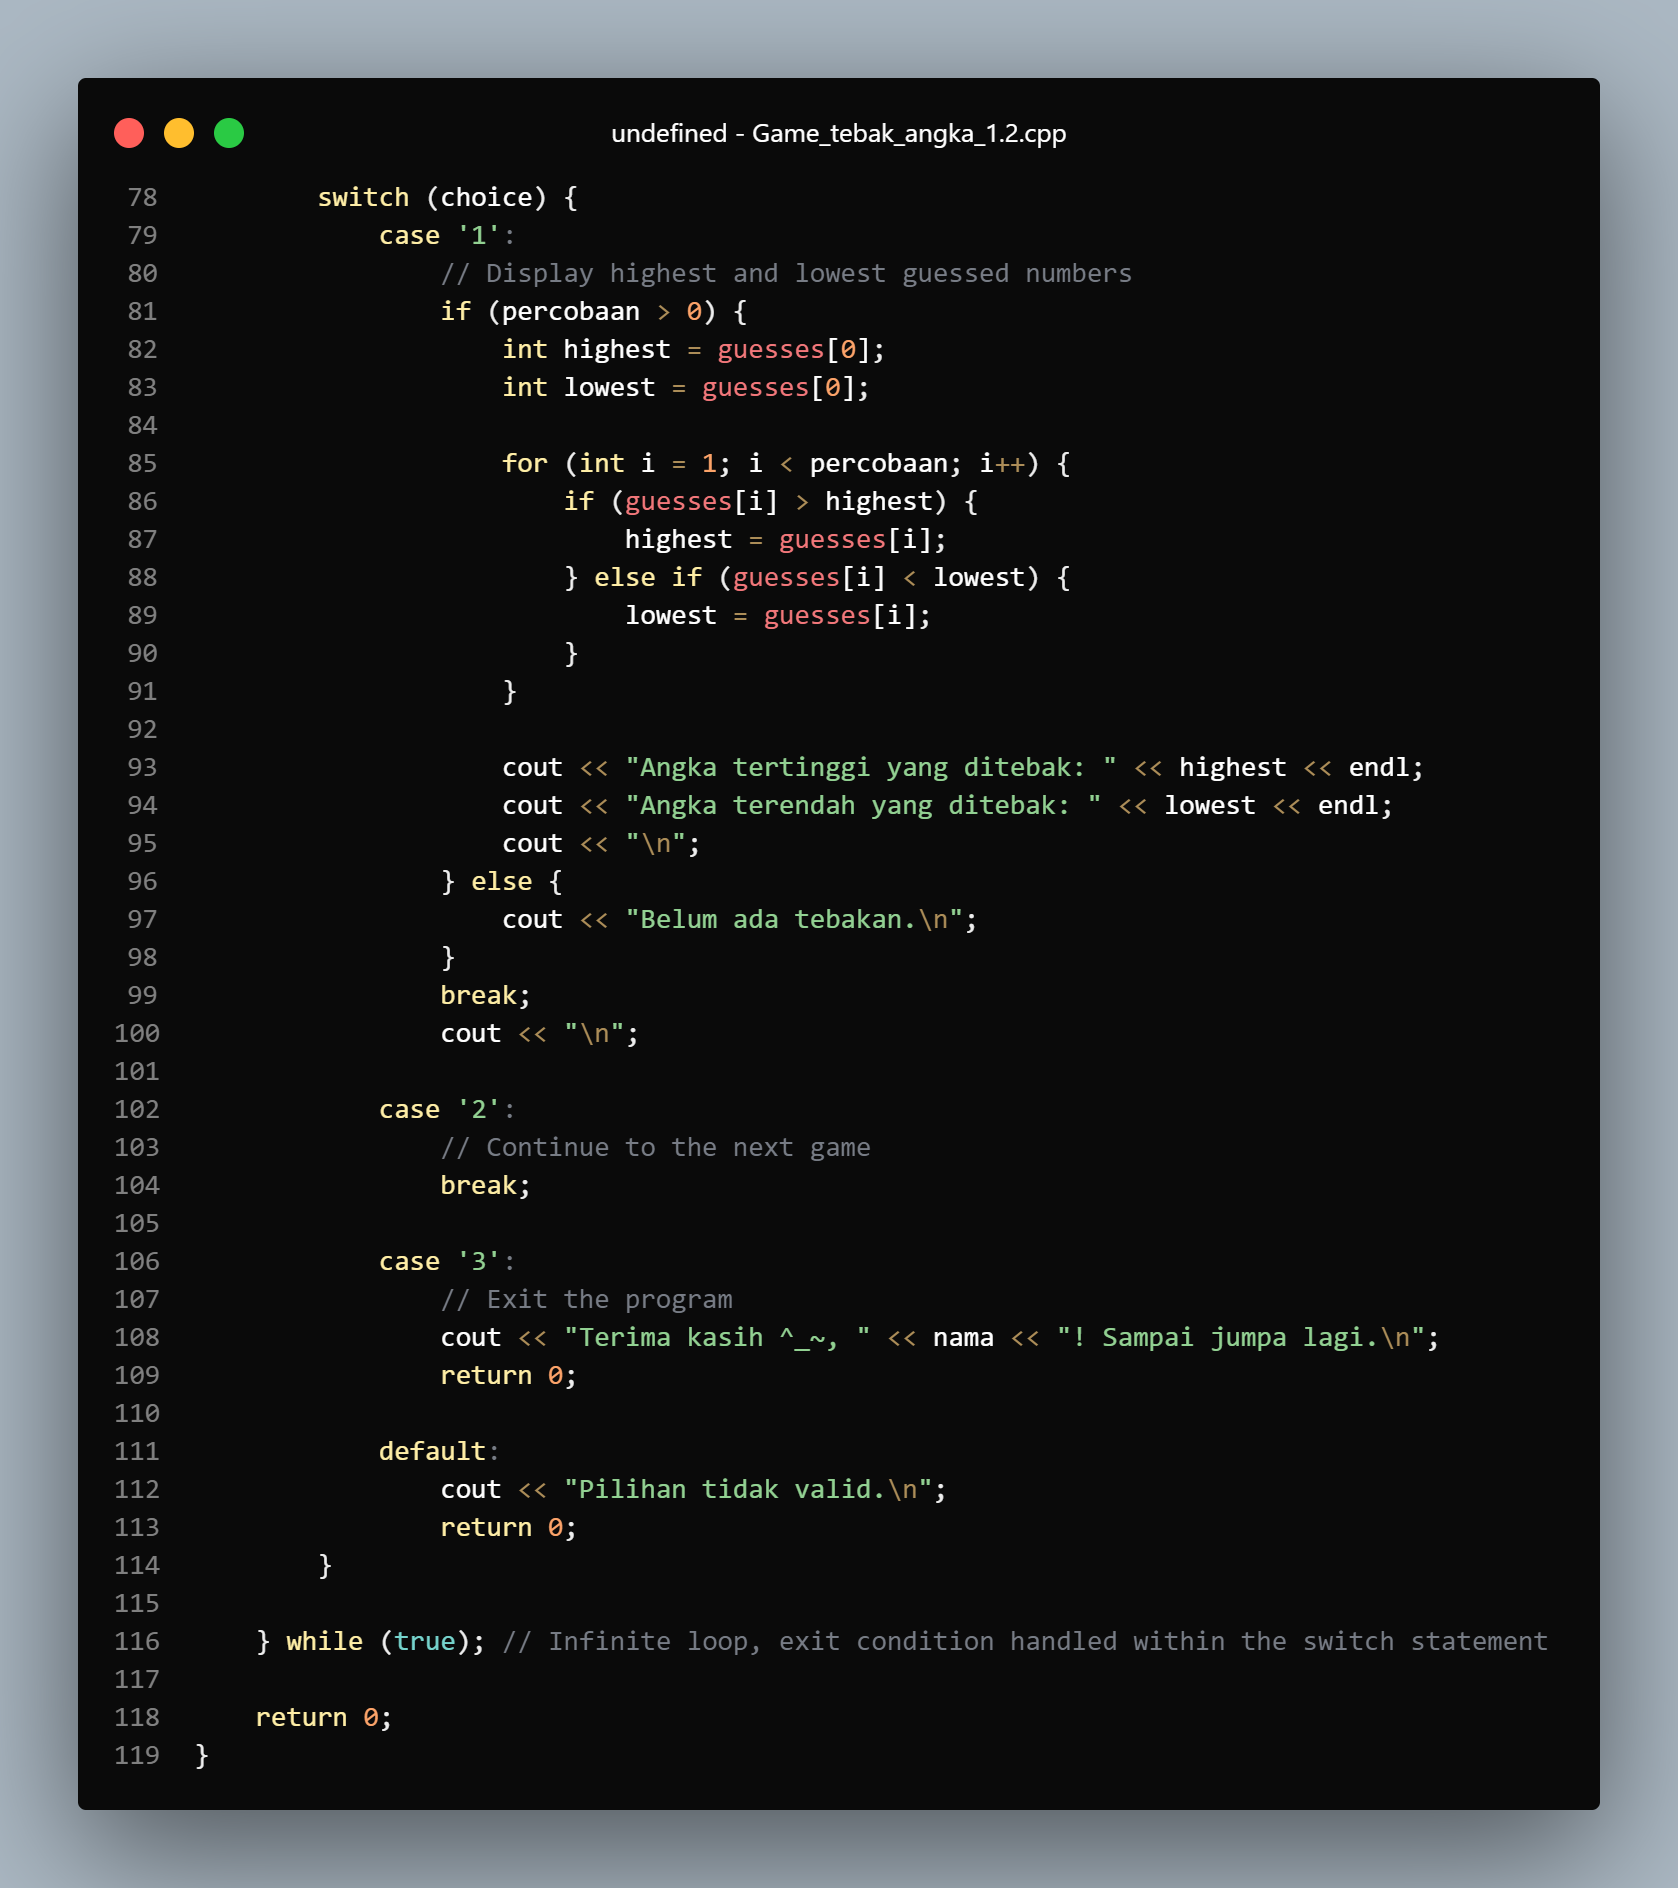 undefined - Game_tebak_angka_1.2.cpp
78         switch (choice) {
79             case '1':
80                 // Display highest and lowest guessed numbers
81                 if (percobaan > 0) {
82                     int highest = guesses[0];
83                     int lowest = guesses[0];
84
85                     for (int i = 1; i < percobaan; i++) {
86                         if (guesses[i] > highest) {
87                             highest = guesses[i];
88                         } else if (guesses[i] < lowest) {
89                             lowest = guesses[i];
90                         }
91                     }
92
93                     cout << "Angka tertinggi yang ditebak: " << highest << endl;
94                     cout << "Angka terendah yang ditebak: " << lowest << endl;
95                     cout << "\n";
96                 } else {
97                     cout << "Belum ada tebakan.\n";
98                 }
99                 break;
100                 cout << "\n";
101
102             case '2':
103                 // Continue to the next game
104                 break;
105
106             case '3':
107                 // Exit the program
108                 cout << "Terima kasih ^_~, " << nama << "! Sampai jumpa lagi.\n";
109                 return 0;
110
111             default:
112                 cout << "Pilihan tidak valid.\n";
113                 return 0;
114         }
115
116     } while (true); // Infinite loop, exit condition handled within the switch statement
117
118     return 0;
119 }